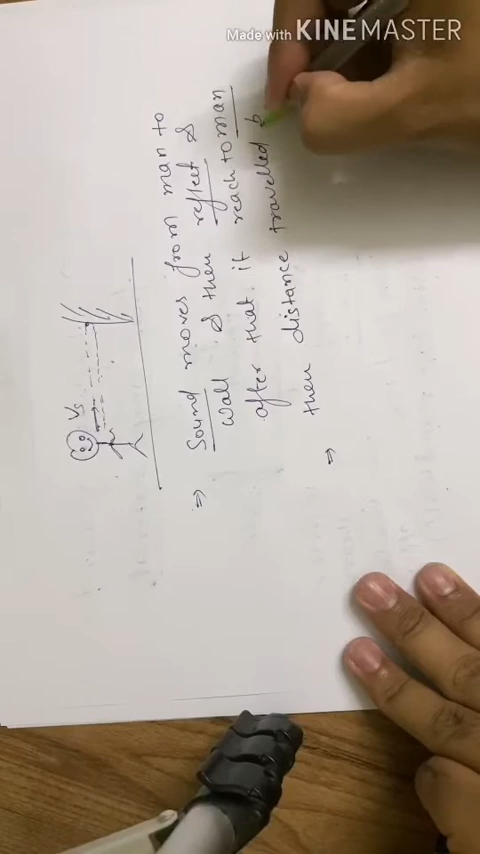 Made with KINEMASTER
Vs
⇒ Sound moves from man to
wall & then reflect &
after that it reach to man
⇒ then distance travelled b